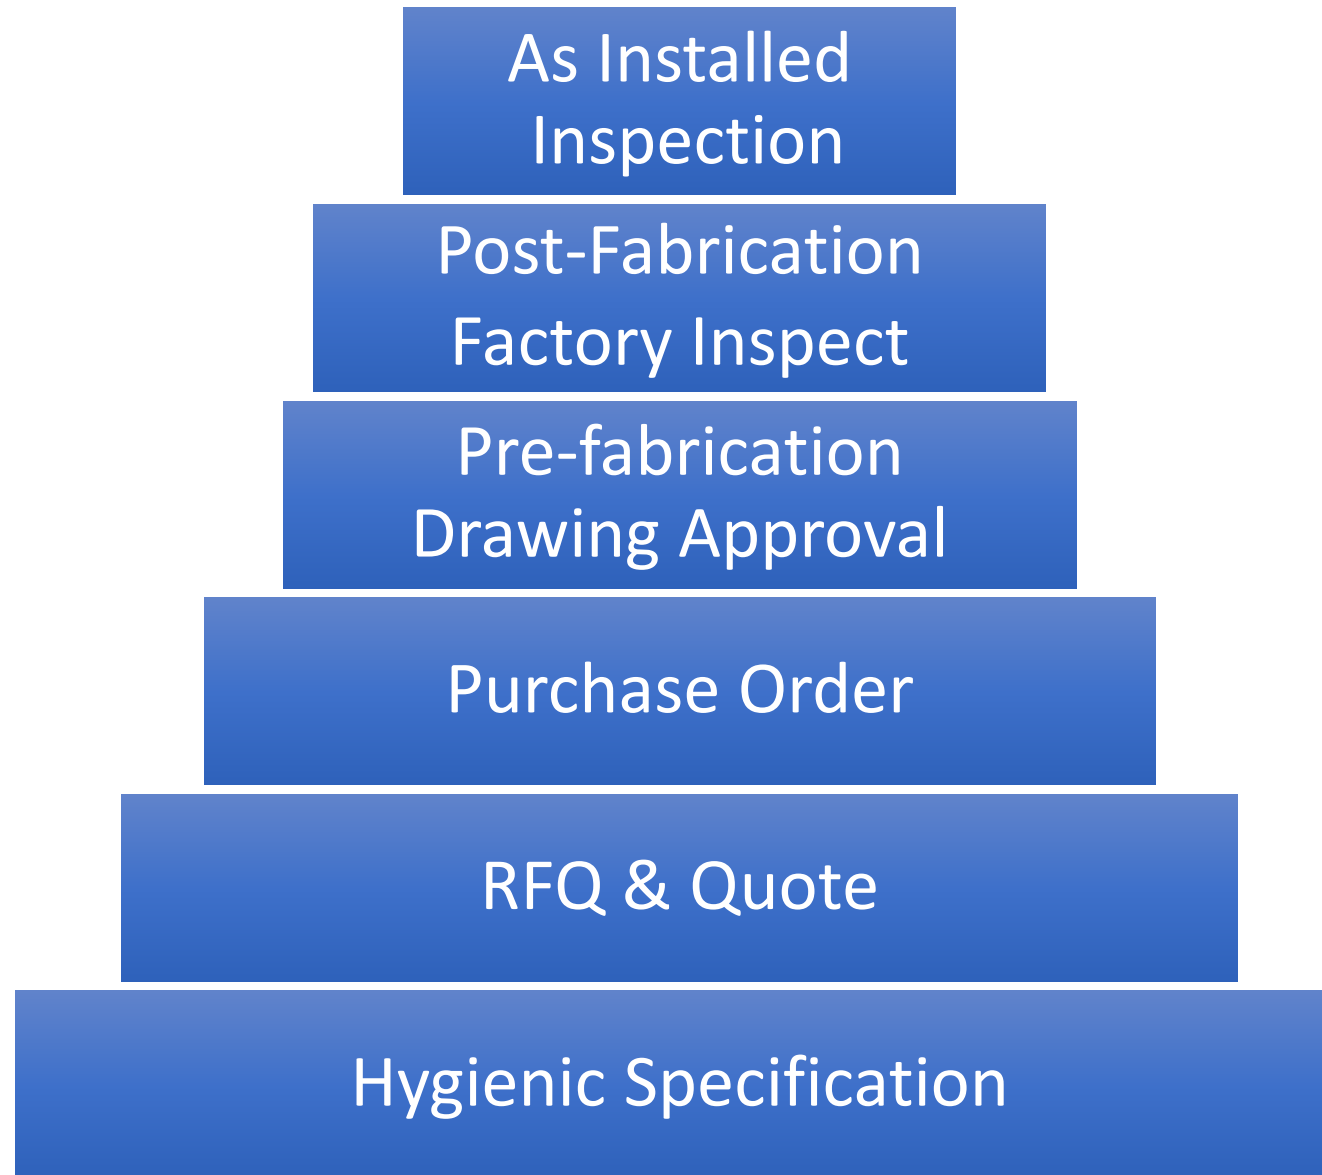 As Installed
Inspection
Post-Fabrication
Factory Inspect
Pre-fabrication
Drawing Approval
Purchase Order
RFQ & Quote
Hygienic Specification